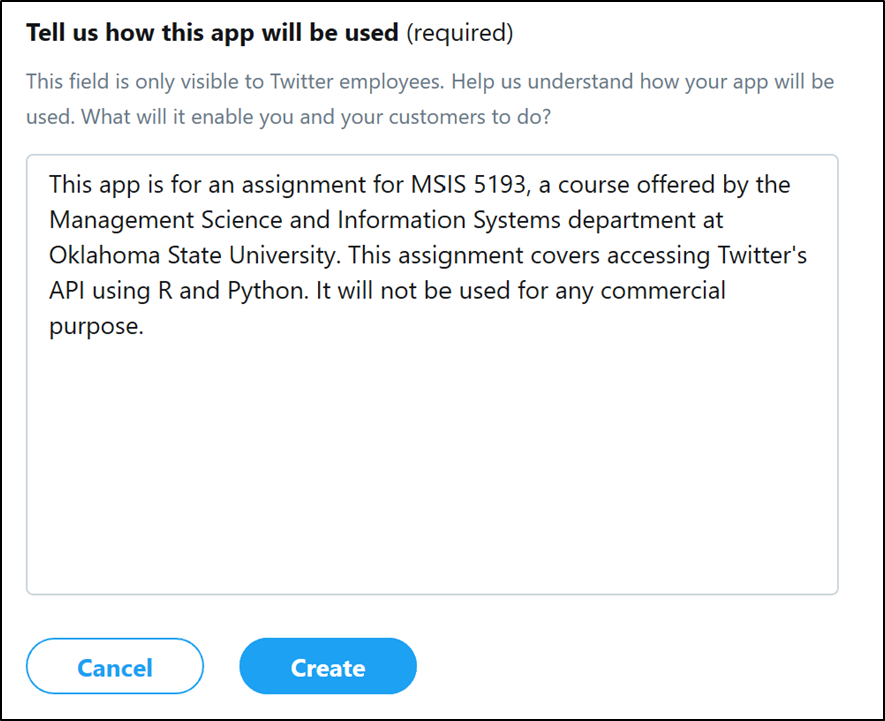 Tell us how this app will be used (required)
This field is only visible to Twitter employees. Help us understand how your app will be
used. What will it enable you and your customers to do?
This app is for an assignment for MSIS 5193, a course offered by the
Management Science and Information Systems department at
Oklahoma State University. This assignment covers accessing Twitter's
API using R and Python. It will not be used for any commercial
purpose.
Cancel
Create